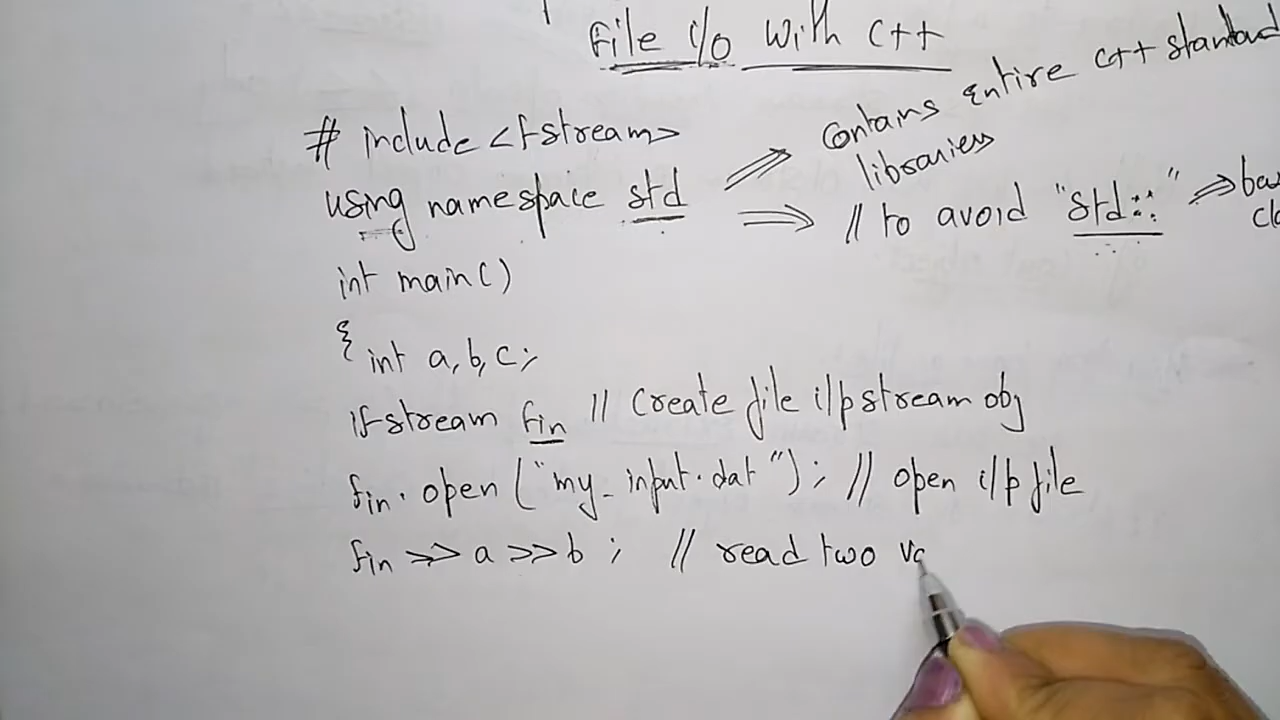 File i/o with C++
# include <fstream>
using namespace std
⇒ contains entire C++ standard
libraries
⇒ // to avoid "std::" ⇒
int main()
{ int a, b, c;
ifstream fin // create file i/p stream obj
fin.open ("my_input.dat"); // open i/p file
fin >> a >> b ; // read two va